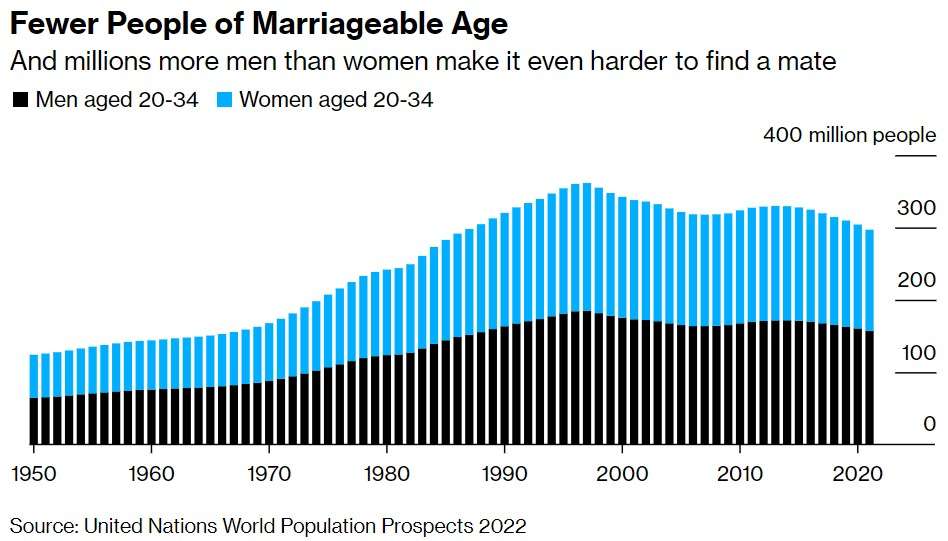 Fewer People of Marriageable Age
And millions more men than women make it even harder to find a mate
Men aged 20-34 Women aged 20-34
400 million people
300
200
100
0
1950 1960 1970 1980 1990 2000 2010 2020
Source: United Nations World Population Prospects 2022